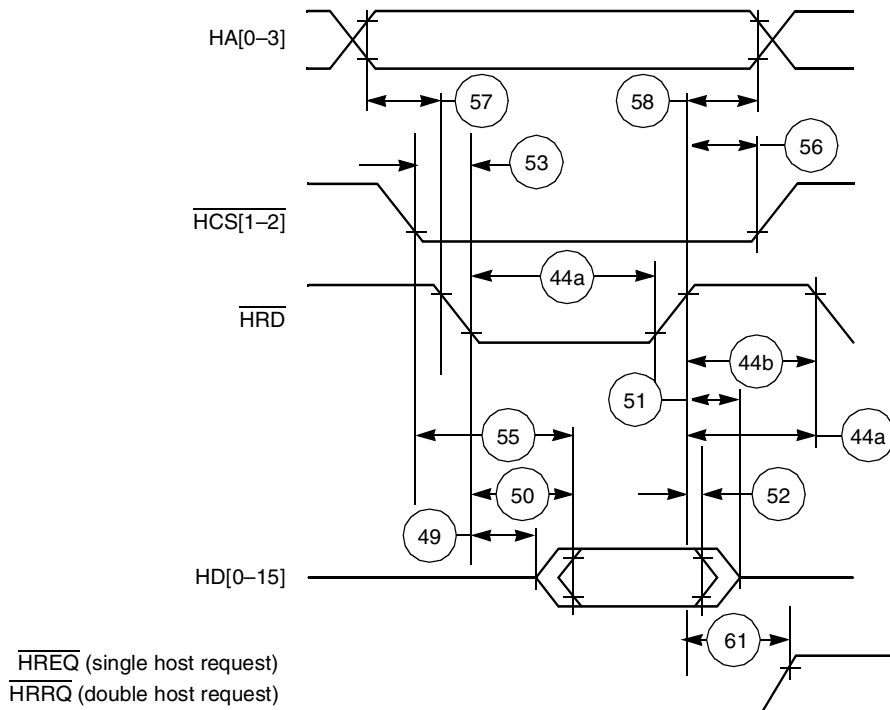 HA[0–3]
57
58
53
56
HCS[1–2]
44a
HRD
44b
51
55
44a
50
52
49
HD[0–15]
61
HREQ (single host request)
HRRQ (double host request)